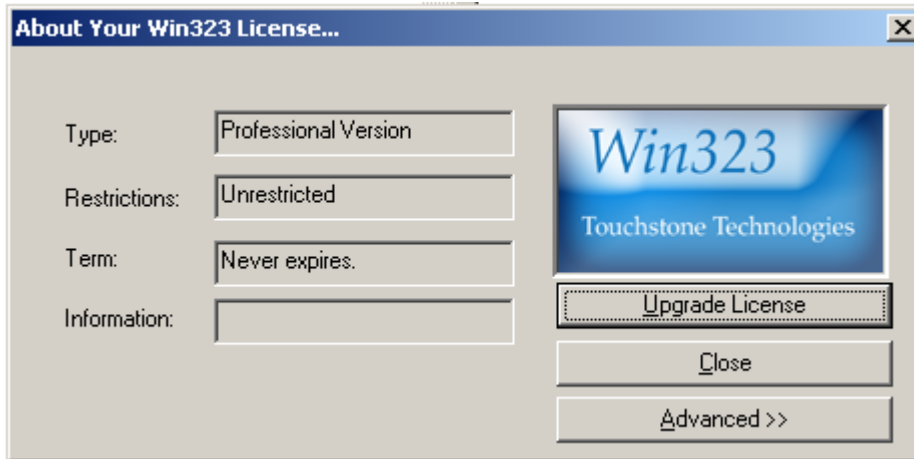 About Your Win323 License...
Type: Professional Version
Win323
Restrictions: Unrestricted
Touchstone Technologies
Term: Never expires.
Information:
Upgrade License
Close
Advanced >>